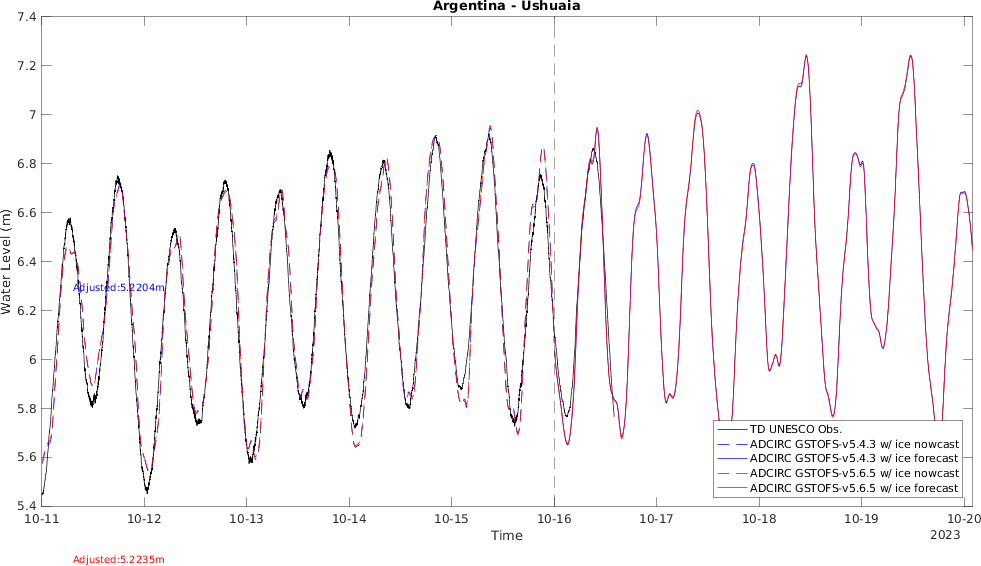 Argentina - Ushuaia
Water Level (m)
7.4
7.2
7
6.8
6.6
6.4
6.2
6
5.8
5.6
5.4
Adjusted:5.2204m
TD UNESCO Obs.
ADCIRC GSTOFS-v5.4.3 w/ ice nowcast
ADCIRC GSTOFS-v5.4.3 w/ ice forecast
ADCIRC GSTOFS-v5.6.5 w/ ice nowcast
ADCIRC GSTOFS-v5.6.5 w/ ice forecast
10-11 10-12 10-13 10-14 10-15 10-16 10-17 10-18 10-19 10-20
Time
2023
Adjusted:5.2235m